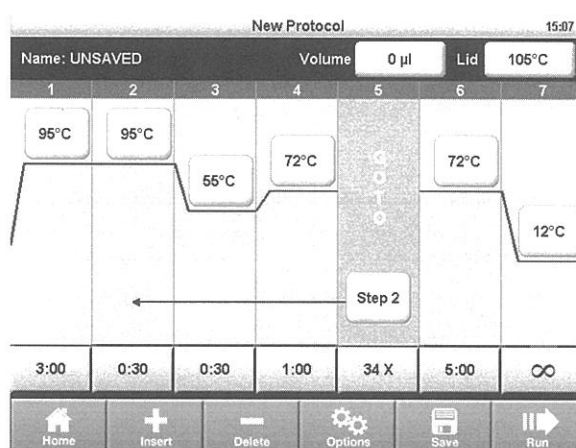 New Protocol 15:07
Name: UNSAVED Volume 0 µl Lid 105°C
1 2 3 4 5 6 7
95°C 95°C 55°C 72°C GOTO 72°C 12°C
Step 2
3:00 0:30 0:30 1:00 34 X 5:00 ∞
Home Insert Delete Options Save Run